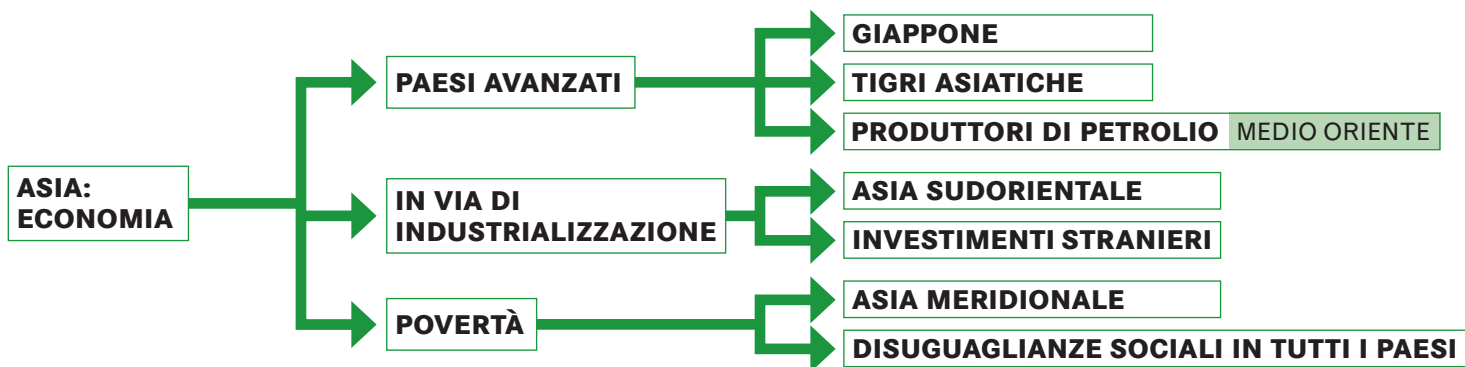 ASIA:
ECONOMIA
PAESI AVANZATI
GIAPPONE
TIGRI ASIATICHE
PRODUTTORI DI PETROLIO MEDIO ORIENTE
IN VIA DI
INDUSTRIALIZZAZIONE
ASIA SUDORIENTALE
INVESTIMENTI STRANIERI
POVERTÀ
ASIA MERIDIONALE
DISUGUAGLIANZE SOCIALI IN TUTTI I PAESI